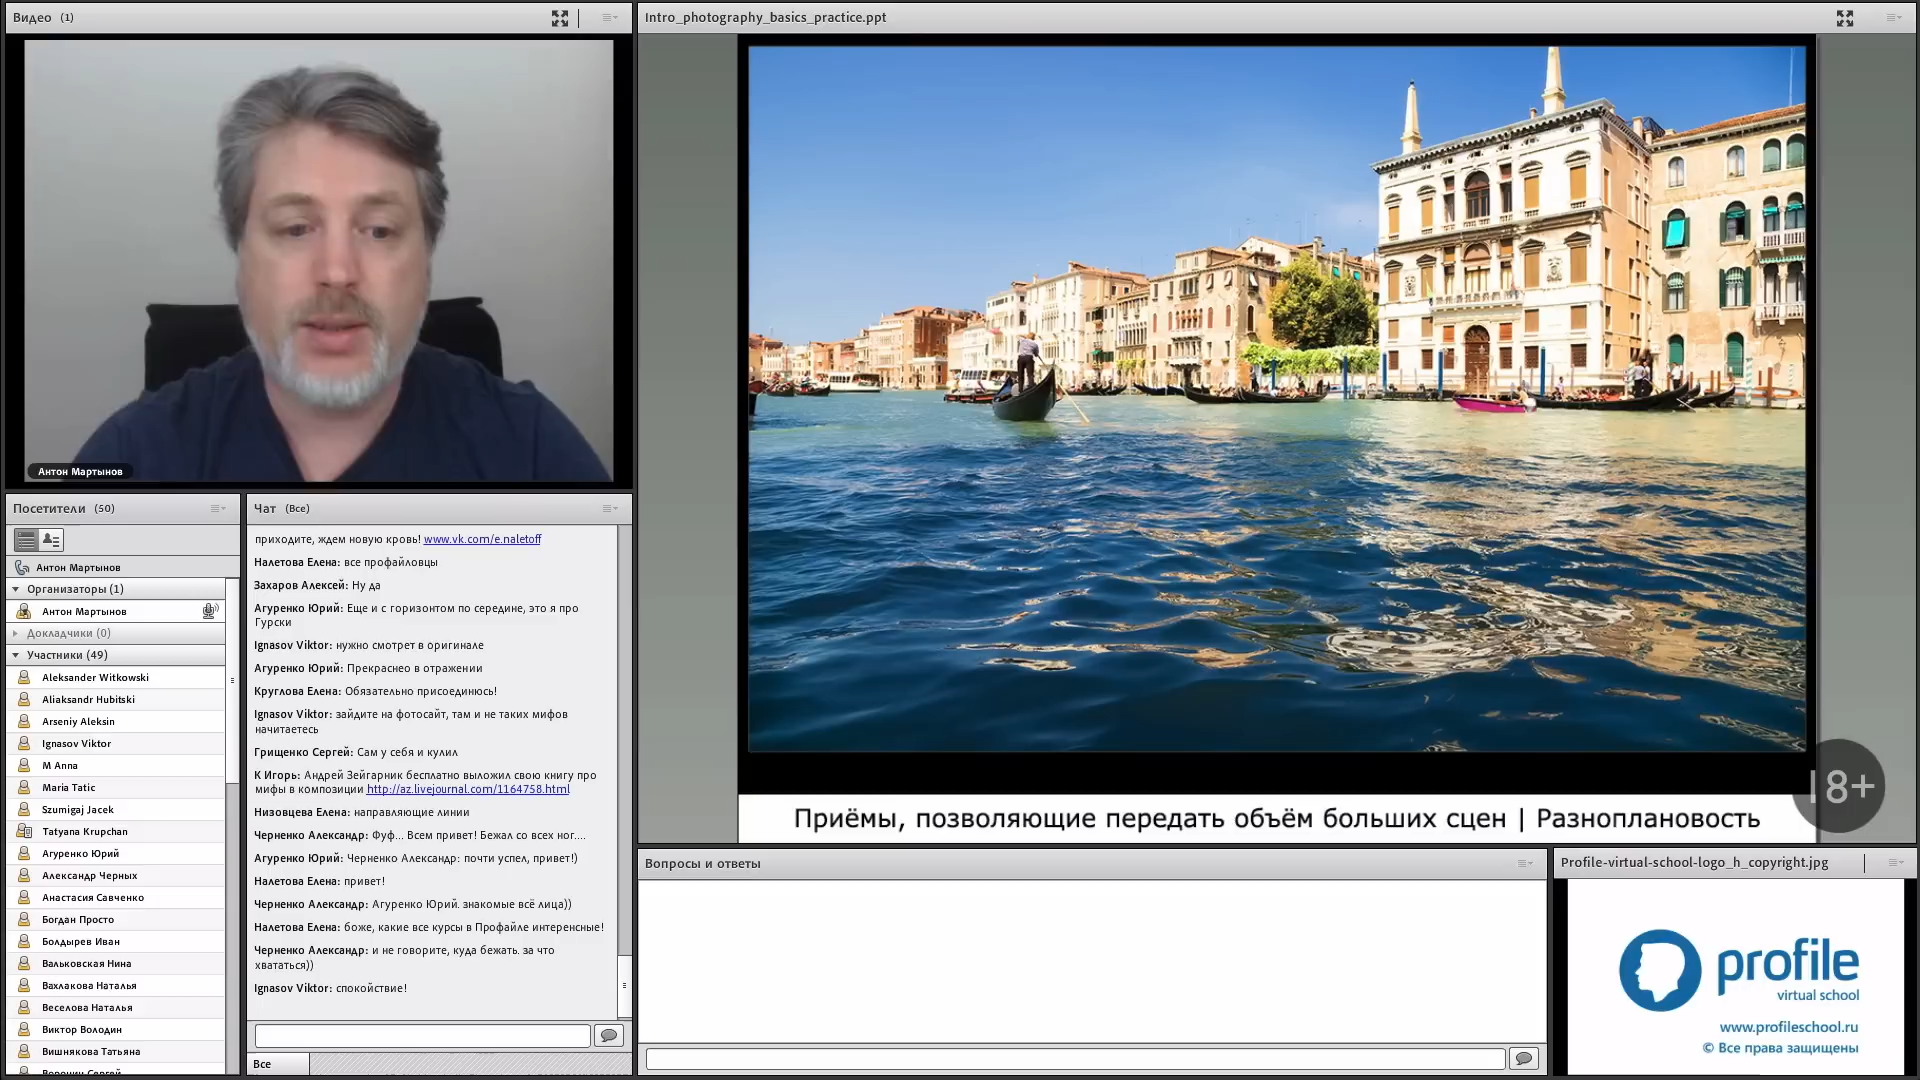 Видео (1)
Антон Мартынов
Посетители (50)
Антон Мартынов
Организаторы (1)
Антон Мартынов
Докладчики (0)
Участники (49)
Aleksander Witkowski
Aliaksandr Hubitski
Arseniy Aleksin
Ignasov Viktor
M Anna
Maria Tatic
Szumigaj Jacek
Tatyana Krupchan
Агуренко Юрий
Александр Черных
Анастасия Савченко
Богдан Просто
Болдырев Иван
Вальковская Нина
Вахлакова Наталья
Веселова Наталья
Виктор Володин
Вишнякова Татьяна
Чат (Все)
приходите, ждем новую кровь! www.vk.com/e.naletoff
Налетова Елена: все профайловцы
Захаров Алексей: Ну да
Агуренко Юрий: Еще и с горизонтом по середине, это я про
Гурски
Ignasov Viktor: нужно смотрет в оригинале
Агуренко Юрий: Прекраснео в отражении
Круглова Елена: Обязательно присоединюсь!
Ignasov Viktor: зайдите на фотосайт, там и не таких мифов
начитаетесь
Грищенко Сергей: Сам у себя и кулил
К Игорь: Андрей Зейгарник бесплатно выложил свою книгу про
мифы в композиции http://az.livejournal.com/1164758.html
Низовцева Елена: направляющие линии
Черненко Александр: Фуф... Всем привет! Бежал со всех ног....
Агуренко Юрий: Черненко Александр: почти успел, привет!)
Налетова Елена: привет!
Черненко Александр: Агуренко Юрий. знакомые всё лица))
Налетова Елена: боже, какие все курсы в Профайле интеренсные!
Черненко Александр: и не говорите, куда бежать. за что
хвататься))
Ignasov Viktor: спокойствие!
Все
Intro_photography_basics_practice.ppt
18+
Приёмы, позволяющие передать объём больших сцен | Разноплановость
Вопросы и ответы
Profile-virtual-school-logo_h_copyright.jpg
profile
virtual school
www.profileschool.ru
© Все права защищены